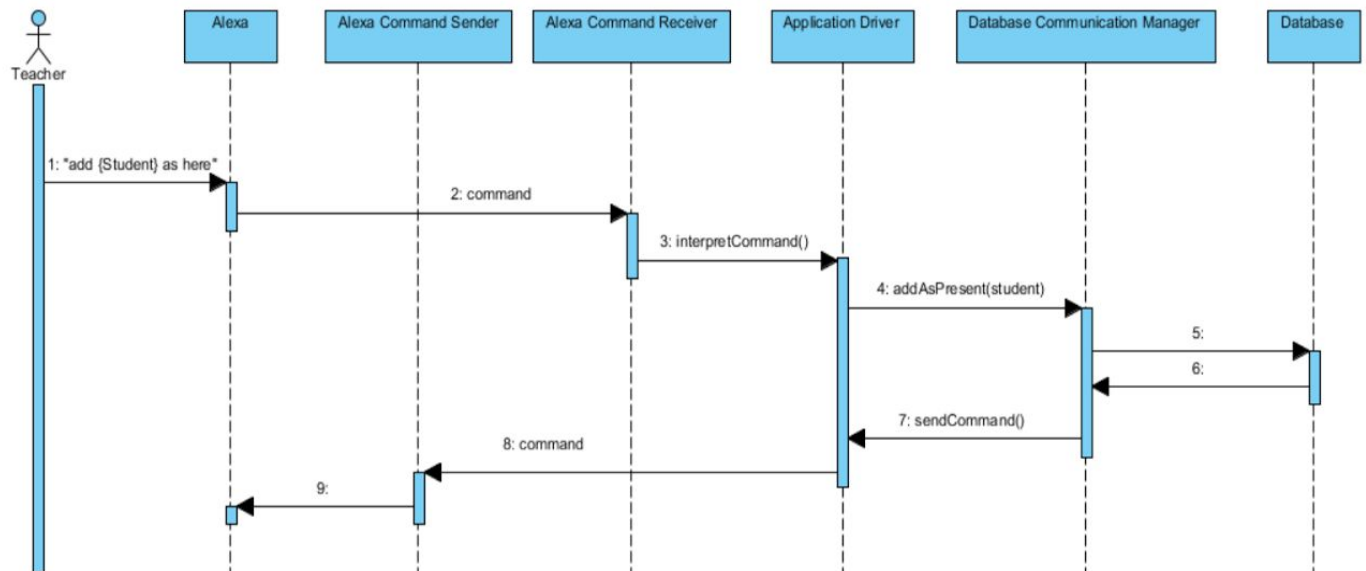 Alexa
Alexa Command Sender
Alexa Command Receiver
Application Driver
Database Communication Manager
Database
Teacher
1: "add {Student} as here"
2: command
3: interpretCommand()
4: addAsPresent(student)
5:
6:
7: sendCommand()
8: command
9: